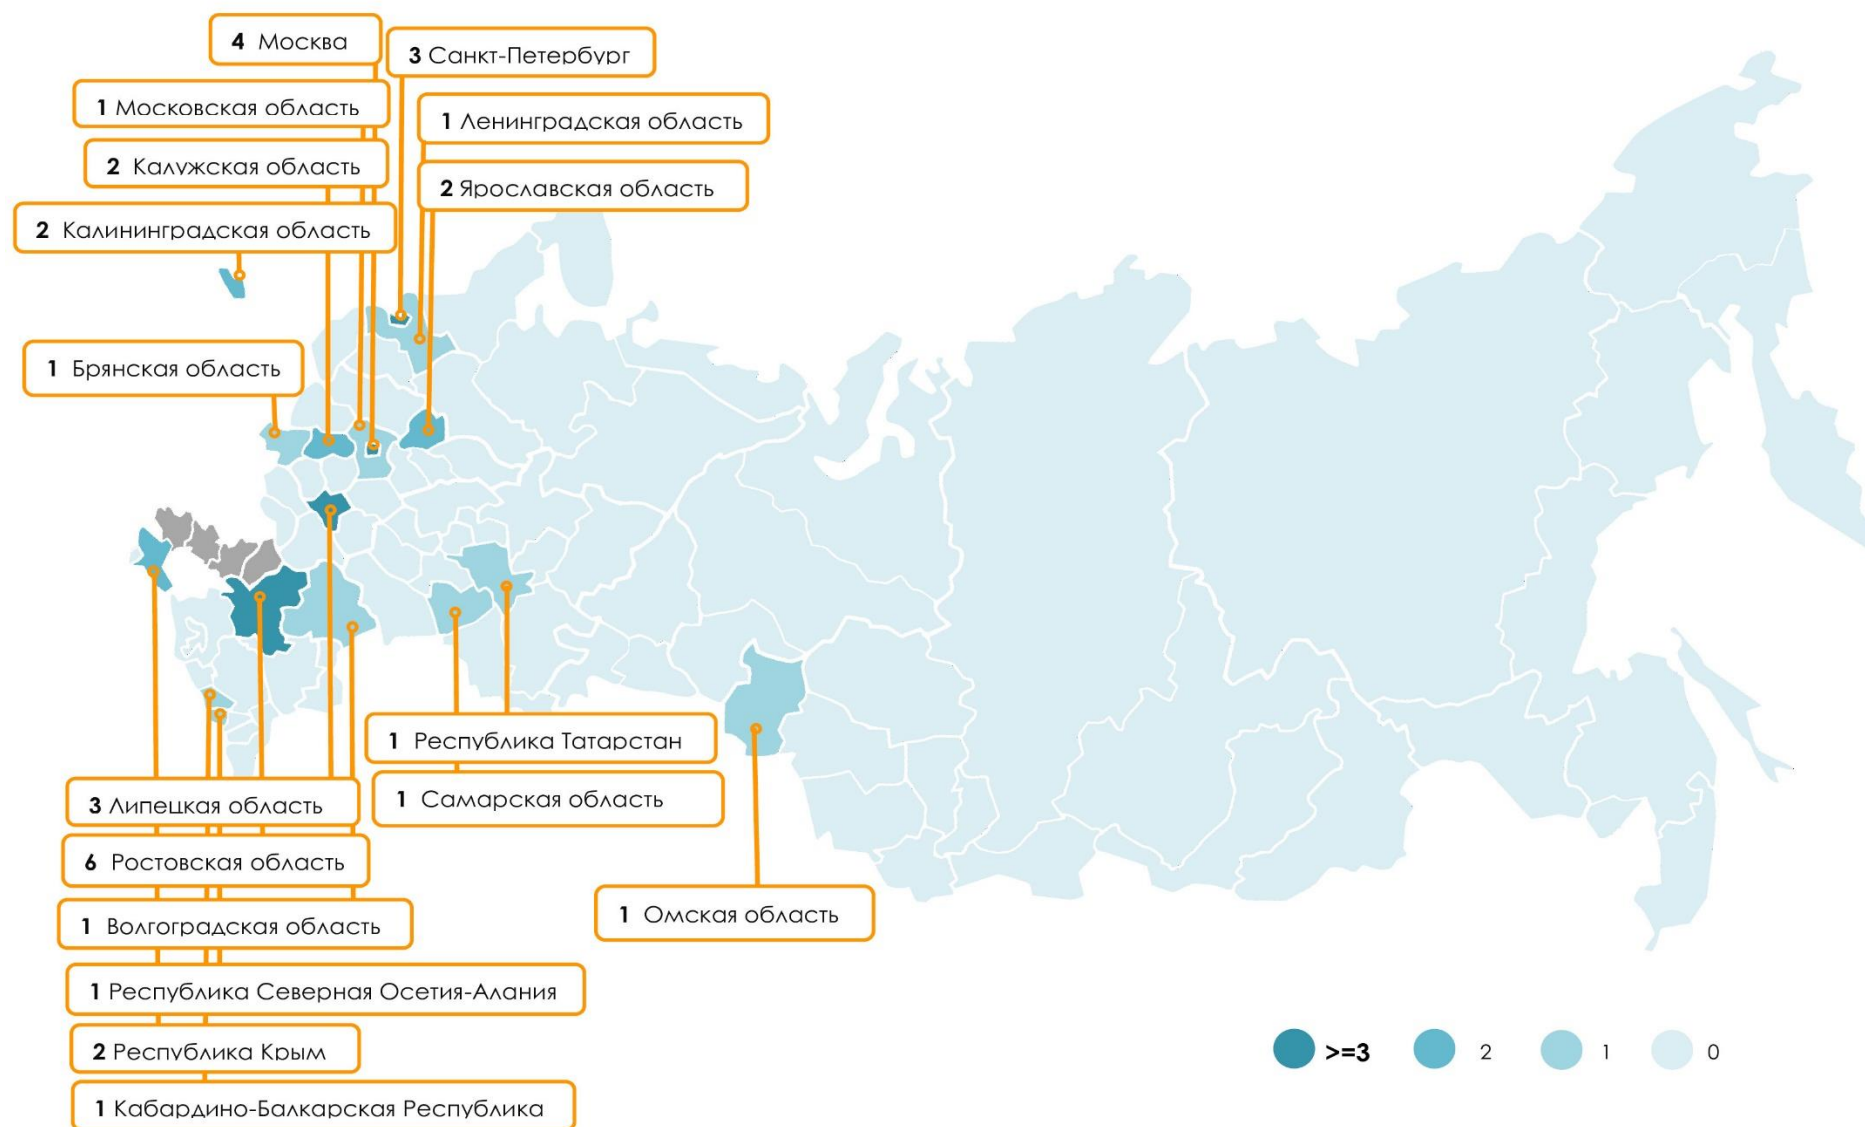 4 Москва
3 Санкт-Петербург
1 Московская область
1 Ленинградская область
2 Калужская область
2 Ярославская область
2 Калининградская область
1 Брянская область
1 Республика Татарстан
1 Самарская область
3 Липецкая область
6 Ростовская область
1 Волгоградская область
1 Омская область
1 Республика Северная Осетия-Алания
2 Республика Крым
1 Кабардино-Балкарская Республика
>=3 2 1 0